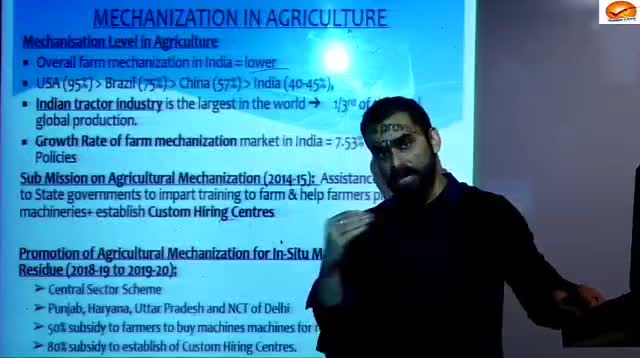 MECHANIZATION IN AGRICULTURE
Mechanisation Level in Agriculture
Overall farm mechanization in India = lower
USA (95%) > Brazil (75%) > China (57%) > India (40-45%),
Indian tractor industry is the largest in the world → 1/3rd of
global production.
Growth Rate of farm mechanization market in India = 7.53%
Policies
Sub Mission on Agricultural Mechanization (2014-15): Assistance
to State governments to impart training to farm & help farmers
machineries+ establish Custom Hiring Centres
Promotion of Agricultural Mechanization for In-Situ
Residue (2018-19 to 2019-20):
➢ Central Sector Scheme
➢ Punjab, Haryana, Uttar Pradesh and NCT of Delhi
➢ 50% subsidy to farmers to buy machines machines for
➢ 80% subsidy to establish of Custom Hiring Centres.